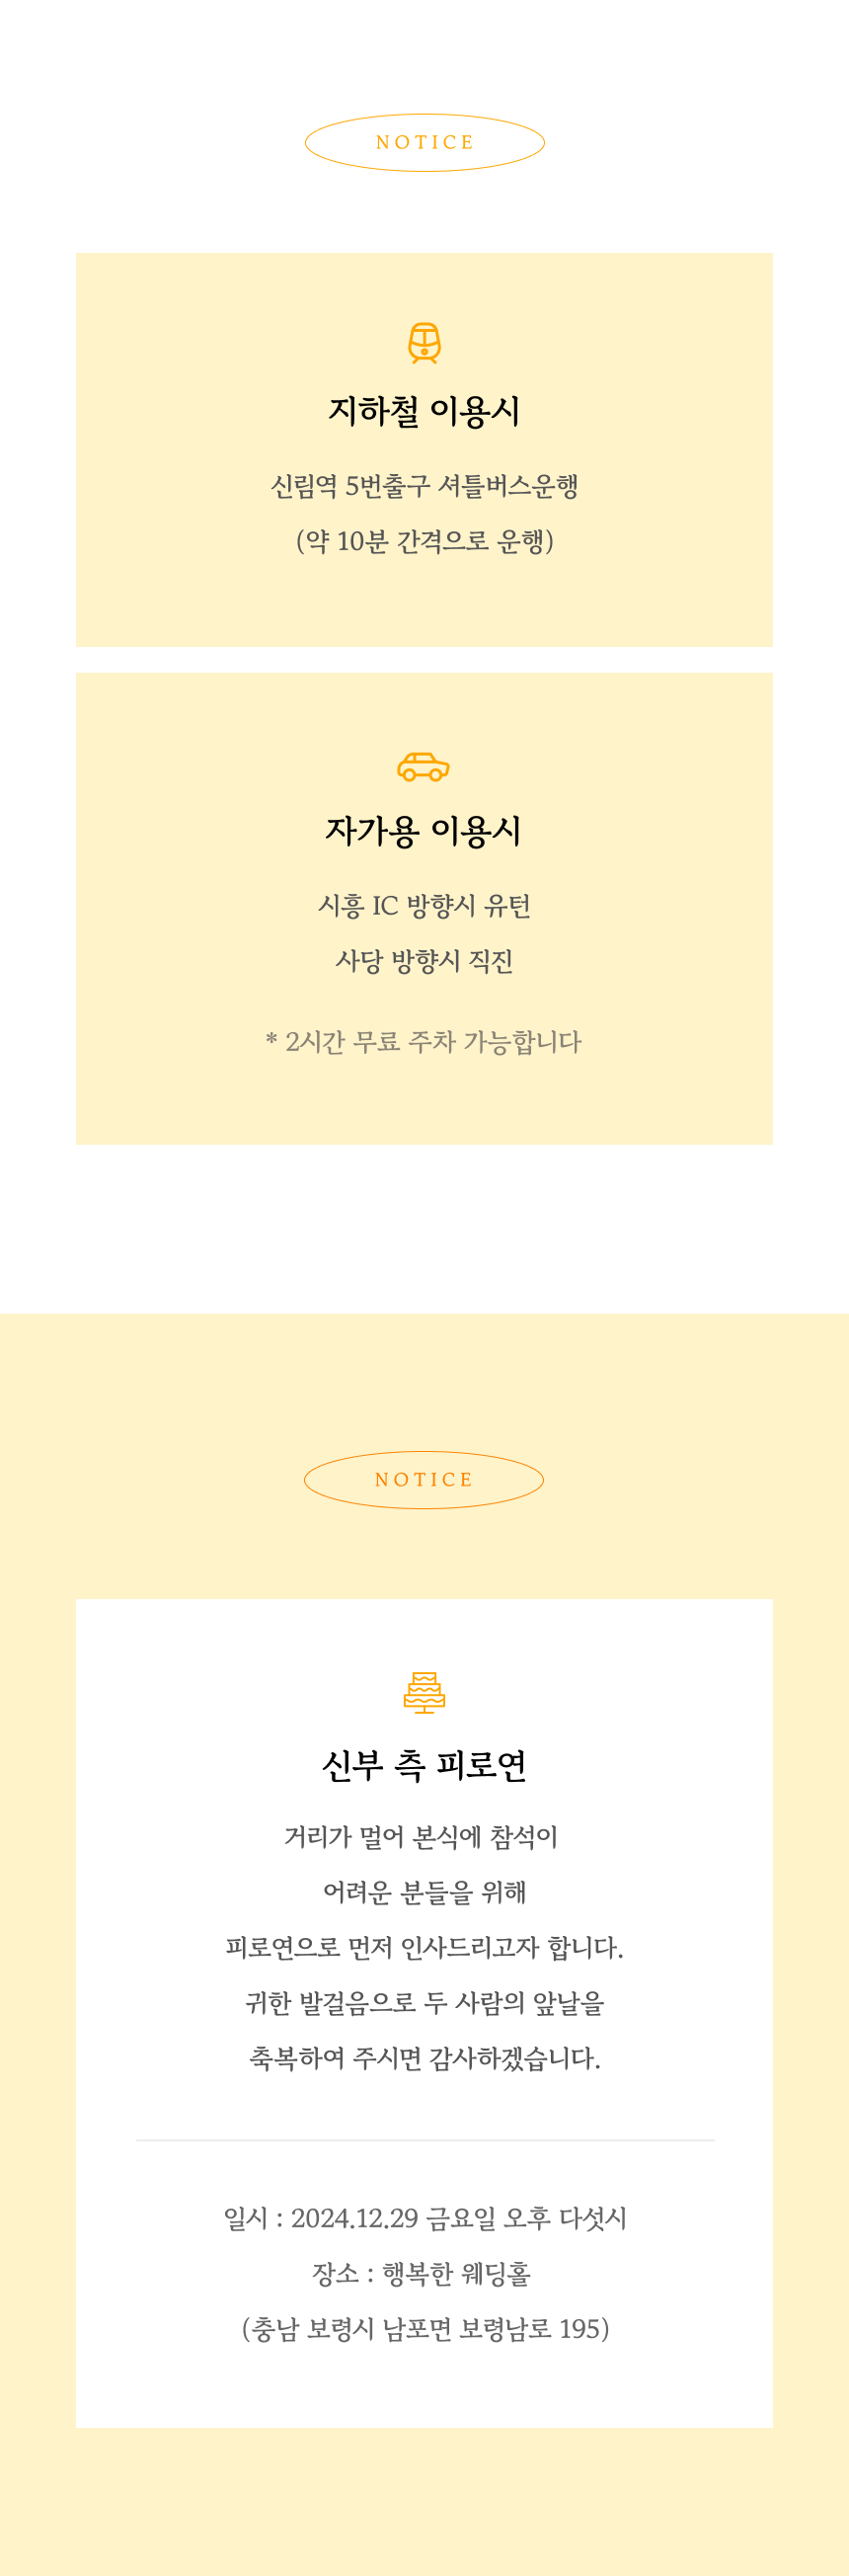 NOTICE
지하철 이용시
신림역 5번출구 셔틀버스운행
(약 10분 간격으로 운행)
자가용 이용시
시흥 IC 방향시 유턴
사당 방향시 직진
* 2시간 무료 주차 가능합니다
NOTICE
신부 측 피로연
거리가 멀어 본식에 참석이
어려운 분들을 위해
피로연으로 먼저 인사드리고자 합니다.
귀한 발걸음으로 두 사람의 앞날을
축복하여 주시면 감사하겠습니다.
일시 : 2024.12.29 금요일 오후 다섯시
장소 : 행복한 웨딩홀
(충남 보령시 남포면 보령남로 195)